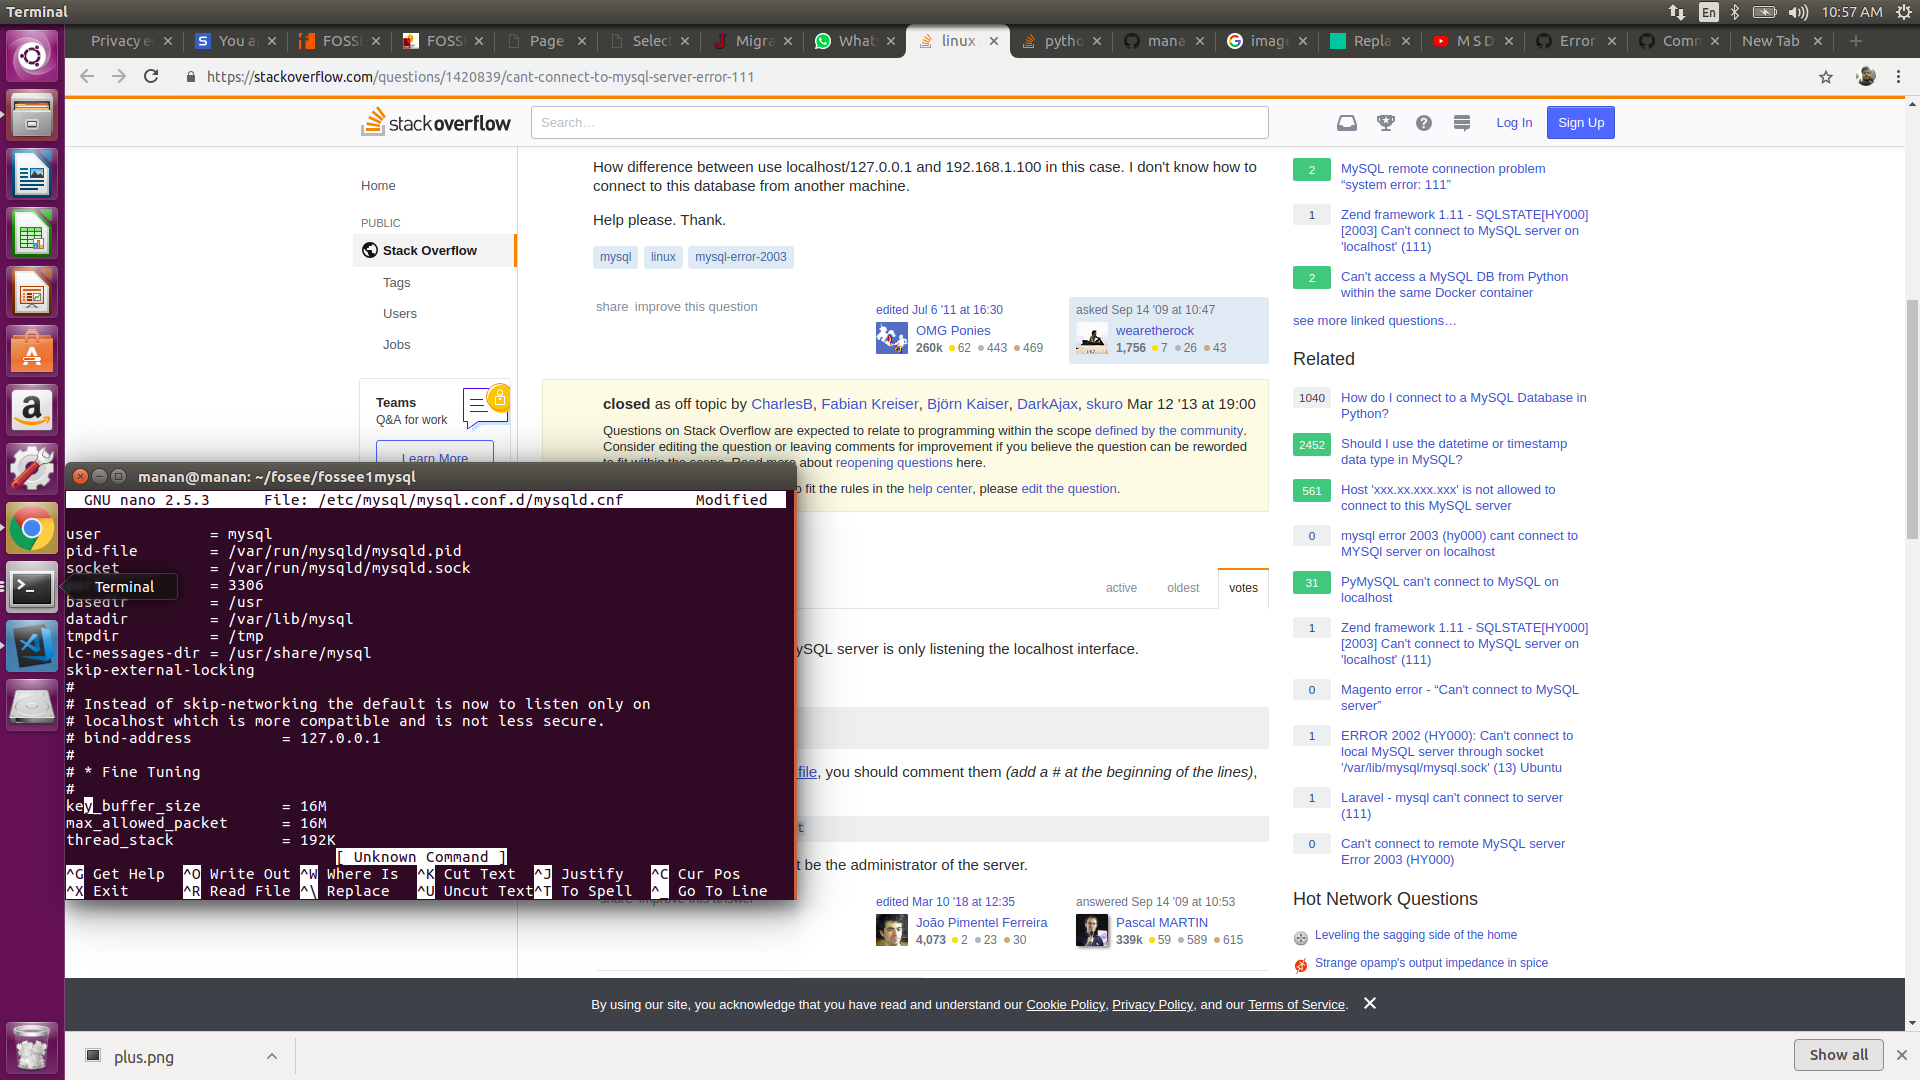 Terminal
En
10:57 AM
Privacy e
You a
FOSS
FOSS
Page
Select
Migra
What
linux
pytho
mana
imag
Repla
M S D
Error
Comm
New Tab
https://stackoverflow.com/questions/1420839/cant-connect-to-mysql-server-error-111
stackoverflow
Search…
Log In
Sign Up
Home
PUBLIC
Stack Overflow
Tags
Users
Jobs
Teams
Q&A for work
Learn More
How difference between use localhost/127.0.0.1 and 192.168.1.100 in this case. I don't know how to
connect to this database from another machine.
Help please. Thank.
mysql linux mysql-error-2003
share improve this question
edited Jul 6 '11 at 16:30
OMG Ponies
260k 62 443 469
asked Sep 14 '09 at 10:47
wearetherock
1,756 7 26 43
closed as off topic by CharlesB, Fabian Kreiser, Björn Kaiser, DarkAjax, skuro Mar 12 '13 at 19:00
Questions on Stack Overflow are expected to relate to programming within the scope defined by the community.
Consider editing the question or leaving comments for improvement if you believe the question can be reworded
to fit within the scope. Read more about reopening questions here.
o fit the rules in the help center, please edit the question.
active oldest votes
ySQL server is only listening the localhost interface.
file, you should comment them (add a # at the beginning of the lines),
t
t be the administrator of the server.
share improve this answer
edited Mar 10 '18 at 12:35
João Pimentel Ferreira
4,073 2 23 30
answered Sep 14 '09 at 10:53
Pascal MARTIN
339k 59 589 615
manan@manan: ~/fosee/fossee1mysql
GNU nano 2.5.3 File: /etc/mysql/mysql.conf.d/mysqld.cnf Modified
user = mysql
pid-file = /var/run/mysqld/mysqld.pid
socket = /var/run/mysqld/mysqld.sock
= 3306
Terminal
basedir = /usr
datadir = /var/lib/mysql
tmpdir = /tmp
lc-messages-dir = /usr/share/mysql
skip-external-locking
#
# Instead of skip-networking the default is now to listen only on
# localhost which is more compatible and is not less secure.
# bind-address = 127.0.0.1
#
# * Fine Tuning
#
key_buffer_size = 16M
max_allowed_packet = 16M
thread_stack = 192K
[ Unknown Command ]
^G Get Help ^O Write Out ^W Where Is ^K Cut Text ^J Justify ^C Cur Pos
^X Exit ^R Read File ^\ Replace ^U Uncut Text ^T To Spell ^_ Go To Line
2 MySQL remote connection problem
“system error: 111”
1 Zend framework 1.11 - SQLSTATE[HY000]
[2003] Can't connect to MySQL server on
'localhost' (111)
2 Can't access a MySQL DB from Python
within the same Docker container
see more linked questions…
Related
1040 How do I connect to a MySQL Database in
Python?
2452 Should I use the datetime or timestamp
data type in MySQL?
561 Host 'xxx.xx.xxx.xxx' is not allowed to
connect to this MySQL server
0 mysql error 2003 (hy000) cant connect to
MYSQl server on localhost
31 PyMySQL can't connect to MySQL on
localhost
1 Zend framework 1.11 - SQLSTATE[HY000]
[2003] Can't connect to MySQL server on
'localhost' (111)
0 Magento error - “Can't connect to MySQL
server”
1 ERROR 2002 (HY000): Can't connect to
local MySQL server through socket
'/var/lib/mysql/mysql.sock' (13) Ubuntu
1 Laravel - mysql can't connect to server
(111)
0 Can't connect to remote MySQL server
Error 2003 (HY000)
Hot Network Questions
Leveling the sagging side of the home
Strange opamp's output impedance in spice
By using our site, you acknowledge that you have read and understand our Cookie Policy, Privacy Policy, and our Terms of Service.
plus.png
Show all